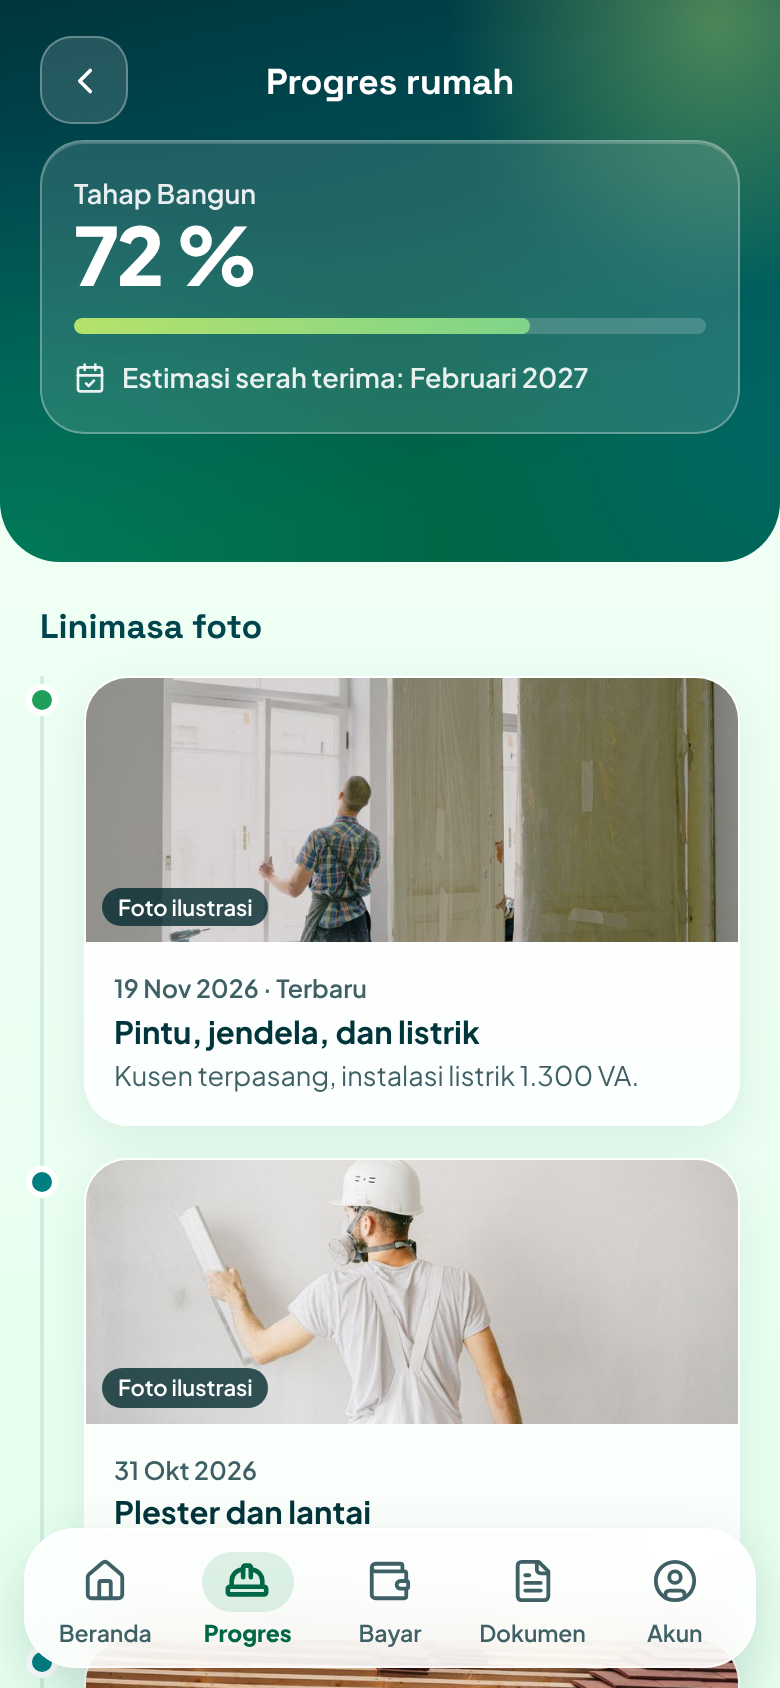 Progres rumah
Tahap Bangun
72 %
Estimasi serah terima: Februari 2027
Linimasa foto
Foto ilustrasi
19 Nov 2026 · Terbaru
Pintu, jendela, dan listrik
Kusen terpasang, instalasi listrik 1.300 VA.
Foto ilustrasi
31 Okt 2026
Plester dan lantai
Beranda
Progres
Bayar
Dokumen
Akun